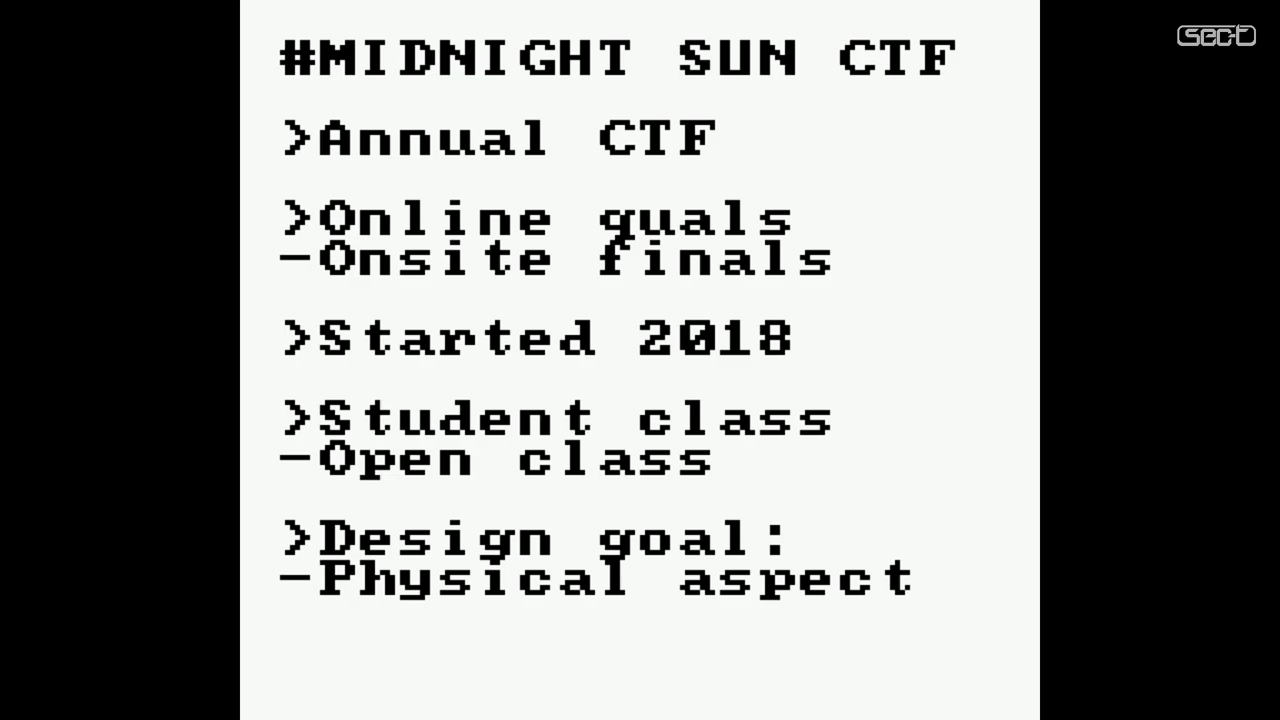 sec-t
#MIDNIGHT SUN CTF
>Annual CTF
>Online quals
-Onsite finals
>Started 2018
>Student class
-Open class
>Design goal:
-Physical aspect